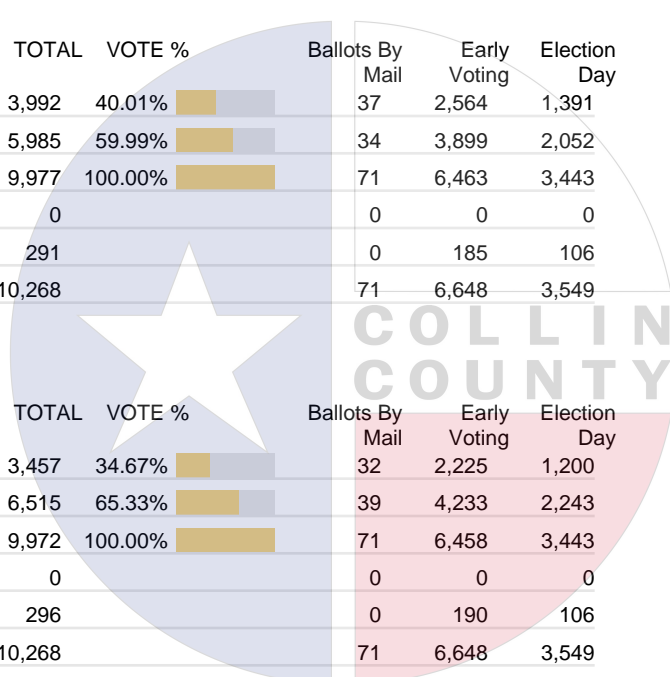 TOTAL VOTE % Ballots By Mail Early Voting Election Day
3,992 40.01% 37 2,564 1,391
5,985 59.99% 34 3,899 2,052
9,977 100.00% 71 6,463 3,443
0 0 0 0
291 0 185 106
10,268 71 6,648 3,549
COLLIN
COUNTY
TOTAL VOTE % Ballots By Mail Early Voting Election Day
3,457 34.67% 32 2,225 1,200
6,515 65.33% 39 4,233 2,243
9,972 100.00% 71 6,458 3,443
0 0 0 0
296 0 190 106
10,268 71 6,648 3,549